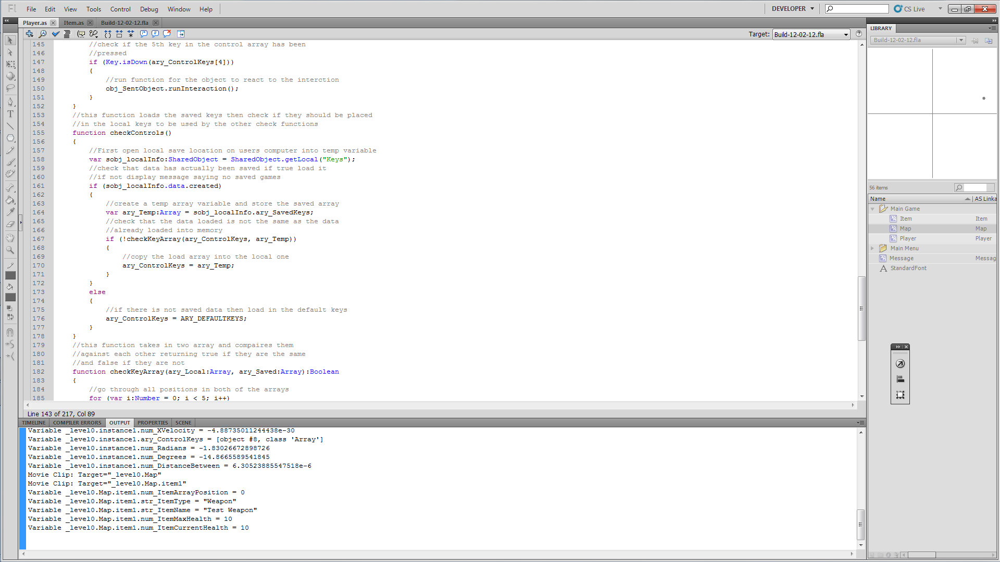 Fl File Edit View Tools Control Debug Window Help DEVELOPER CS Live
Player.as Item.as Build-12-02-12.fla
Target: Build-12-02-12.fla
145 //check if the 5th key in the control array has been
146 //pressed
147 if (Key.isDown(ary_ControlKeys[4]))
148 {
149 //run function for the object to react to the interction
150 obj_SentObject.runInteraction();
151 }
152 }
153 //this function loads the saved keys then check if they should be placed
154 //in the local keys to be used by the other check functions
155 function checkControls()
156 {
157 //First open local save location on users computer into temp variable
158 var sobj_localInfo:SharedObject = SharedObject.getLocal("Keys");
159 //check that data has actually been saved if true load it
160 //if not display message saying no saved games
161 if (sobj_localInfo.data.created)
162 {
163 //create a temp array variable and store the saved array
164 var ary_Temp:Array = sobj_localInfo.ary_SavedKeys;
165 //check that the data loaded is not the same as the data
166 //already loaded into memory
167 if (!checkKeyArray(ary_ControlKeys, ary_Temp))
168 {
169 //copy the load array into the local one
170 ary_ControlKeys = ary_Temp;
171 }
172 }
173 else
174 {
175 //if there is not saved data then load in the default keys
176 ary_ControlKeys = ARY_DEFAULTKEYS;
177 }
178 }
179 //this function takes in two array and compaires them
180 //against each other returning true if they are the same
181 //and false if they are not
182 function checkKeyArray(ary_Local:Array, ary_Saved:Array):Boolean
183 {
184 //go through all positions in both of the arrays
185 for (var i:Number = 0; i < 5; i++)
Line 143 of 217, Col 89
TIMELINE COMPILER ERRORS OUTPUT PROPERTIES SCENE
Variable _level0.instance1.num_XVelocity = -4.88735011244438e-30
Variable _level0.instance1.ary_ControlKeys = [object #8, class 'Array']
Variable _level0.instance1.num_Radians = -1.83026672898726
Variable _level0.instance1.num_Degrees = -14.8665589541845
Variable _level0.instance1.num_DistanceBetween = 6.30523885547518e-6
Movie Clip: Target="_level0.Map"
Movie Clip: Target="_level0.Map.item1"
Variable _level0.Map.item1.num_ItemArrayPosition = 0
Variable _level0.Map.item1.str_ItemType = "Weapon"
Variable _level0.Map.item1.str_ItemName = "Test Weapon"
Variable _level0.Map.item1.num_ItemMaxHealth = 10
Variable _level0.Map.item1.num_ItemCurrentHealth = 10
LIBRARY
Build-12-02-12.fla
56 items
Name AS Linka
Main Game
Item Item
Map Map
Player Player
Main Menu
Message Messag
StandardFont